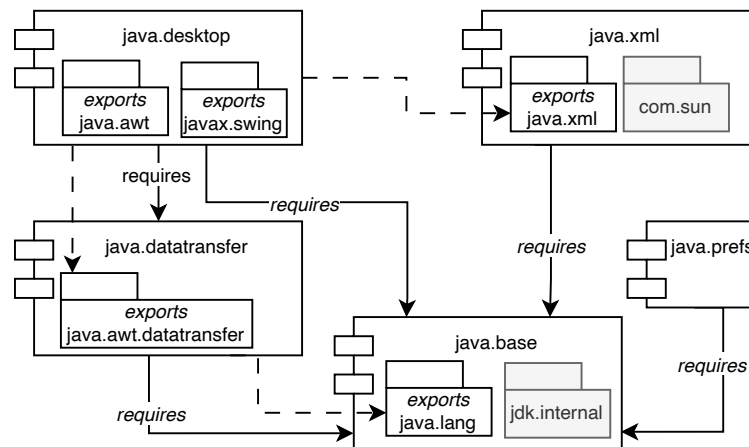 java.desktop
exports
java.awt
exports
javax.swing
java.xml
exports
java.xml
com.sun
requires
requires
requires
java.datatransfer
exports
java.awt.datatransfer
java.prefs
java.base
exports
java.lang
jdk.internal
requires
requires